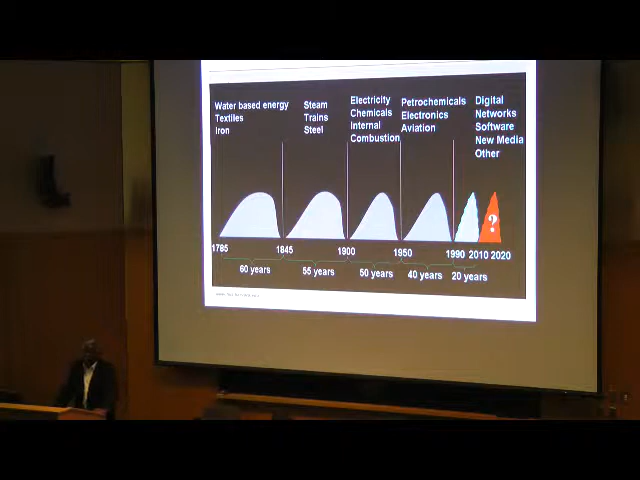 Water based energy
Textiles
Iron
Steam
Trains
Steel
Electricity
Chemicals
Internal
Combustion
Petrochemicals
Electronics
Aviation
Digital
Networks
Software
New Media
Other
?
1785 1845 1900 1950 1990 2010 2020
60 years 55 years 50 years 40 years 20 years